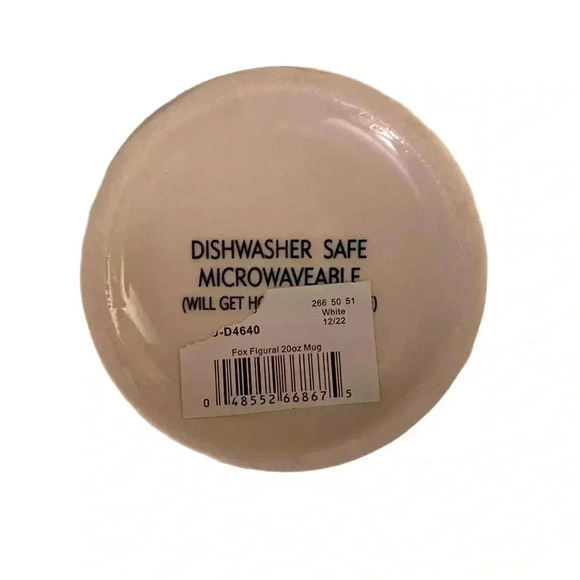 DISHWASHER SAFE
MICROWAVEABLE
(WILL GET
266 50 51
White
12/22
-D4640
Fox Figural 20oz Mug
0 48552 66867 5